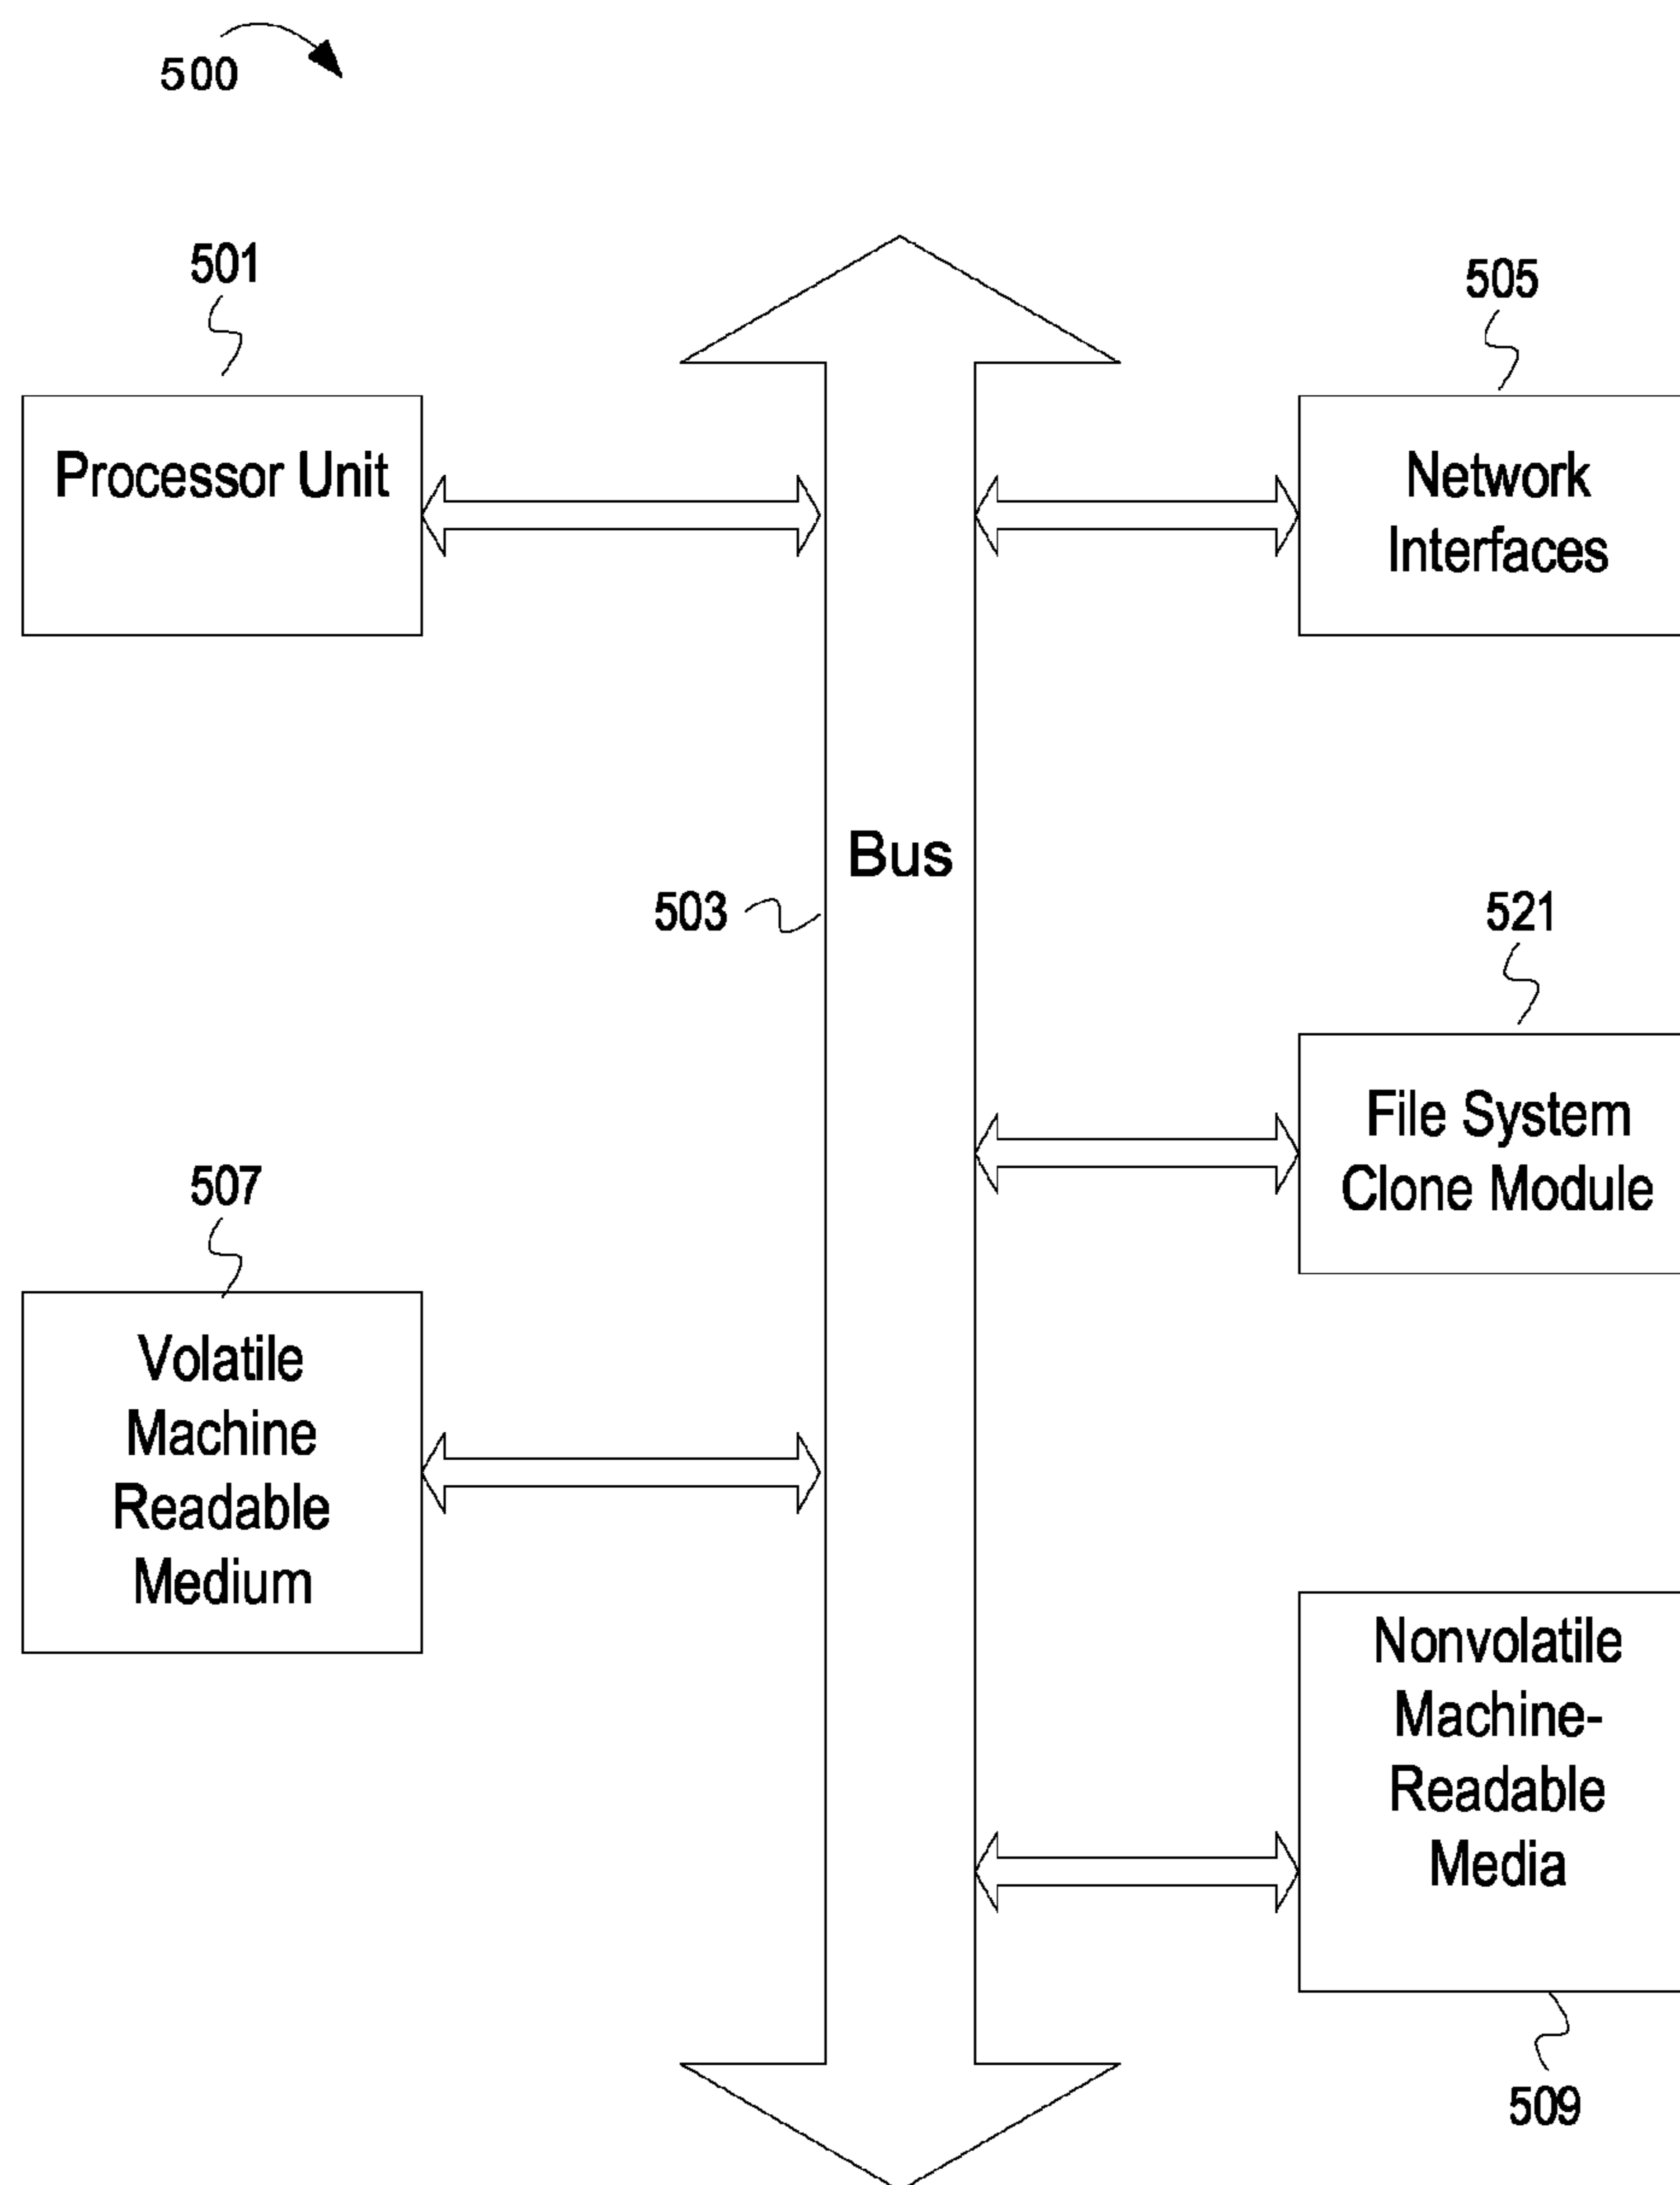 500
501
505
Processor Unit
Network
Interfaces
Bus
503
521
File System
Clone Module
507
Volatile
Machine
Readable
Medium
Nonvolatile
Machine-
Readable
Media
509